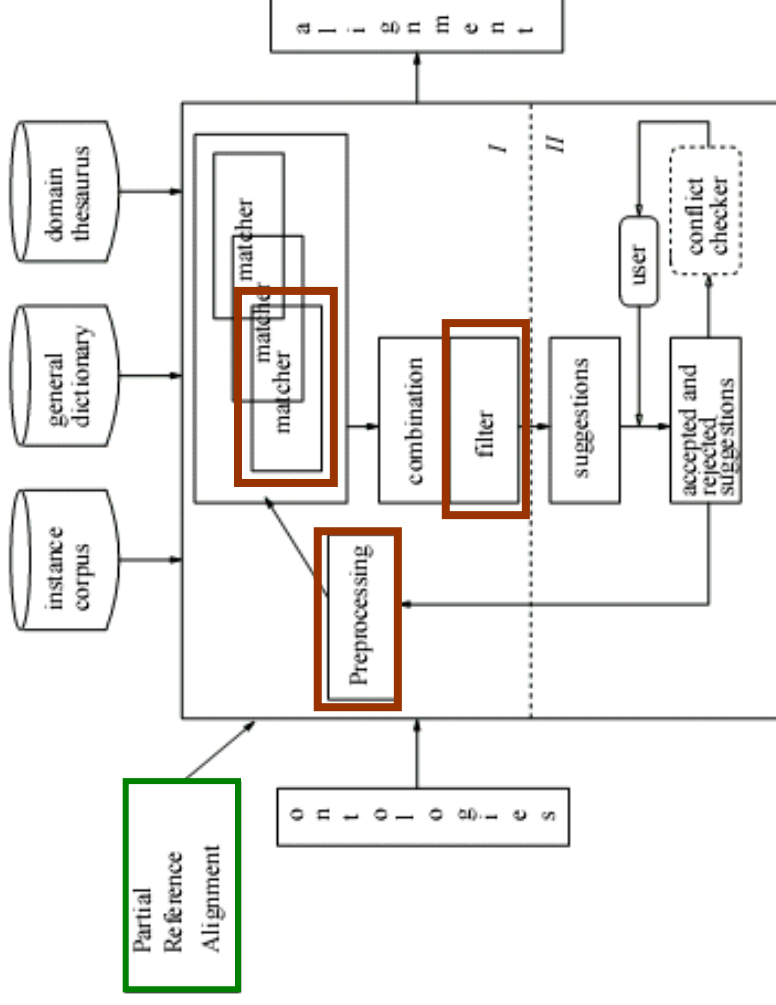 instance
corpus
general
dictionary
domain
thesaurus
Partial
Reference
Alignment
ontologies
Preprocessing
matcher
matcher
matcher
combination
filter
I
II
suggestions
accepted and
rejected
suggestions
user
conflict
checker
alignment